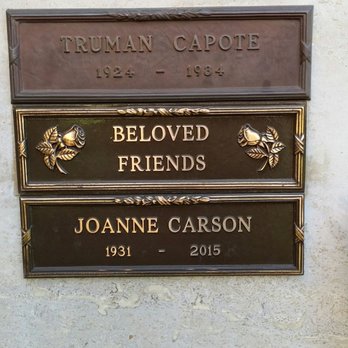 TRUMAN CAPOTE
1924 - 1984
BELOVED
FRIENDS
JOANNE CARSON
1931 - 2015